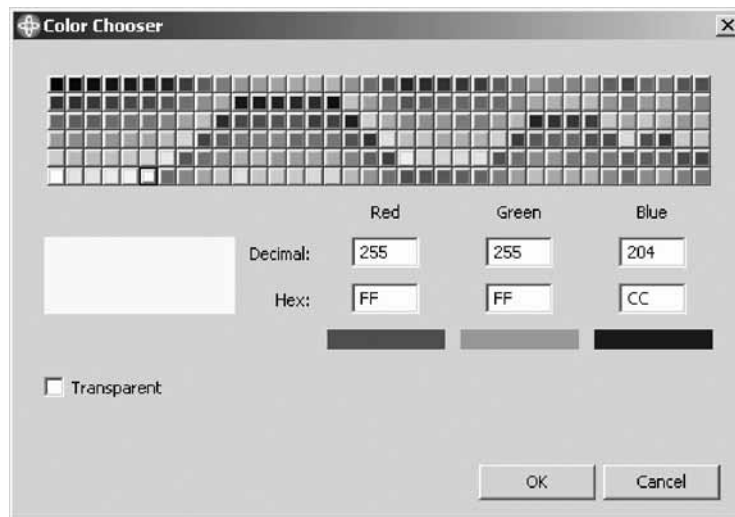 Color Chooser
Red Green Blue
Decimal: 255 255 204
Hex: FF FF CC
Transparent
OK Cancel